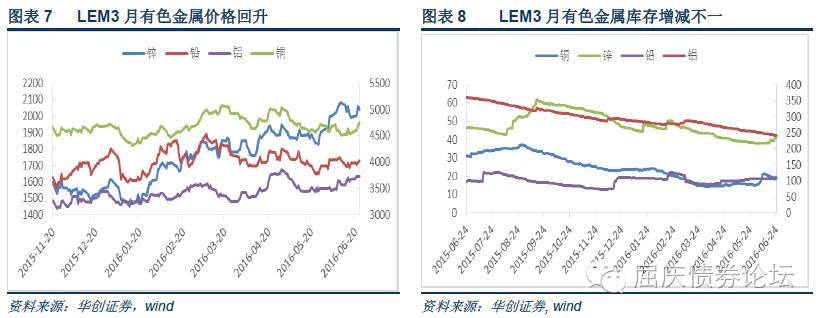 图表 7 LEM3 月有色金属价格回升
锌 铅 铝 铜
2200 2100 2000 1900 1800 1700 1600 1500 1400
5000 4500 4000 3500 3000
2015-11-20 2015-12-20 2016-01-20 2016-02-20 2016-03-20 2016-04-20 2016-05-20 2016-06-20
资料来源：华创证券，wind
图表 8 LEM3 月有色金属库存增减不一
铜 锌 铅 铝
70 60 50 40 30 20 10 0
400 350 300 250 200 150 100 50 0
2015-06-24 2015-07-24 2015-08-24 2015-09-24 2015-10-24 2015-11-24 2015-12-24 2016-01-24 2016-02-24 2016-03-24 2016-04-24 2016-05-24 2016-06-24
屈庆债券论坛
资料来源：华创证券, wind